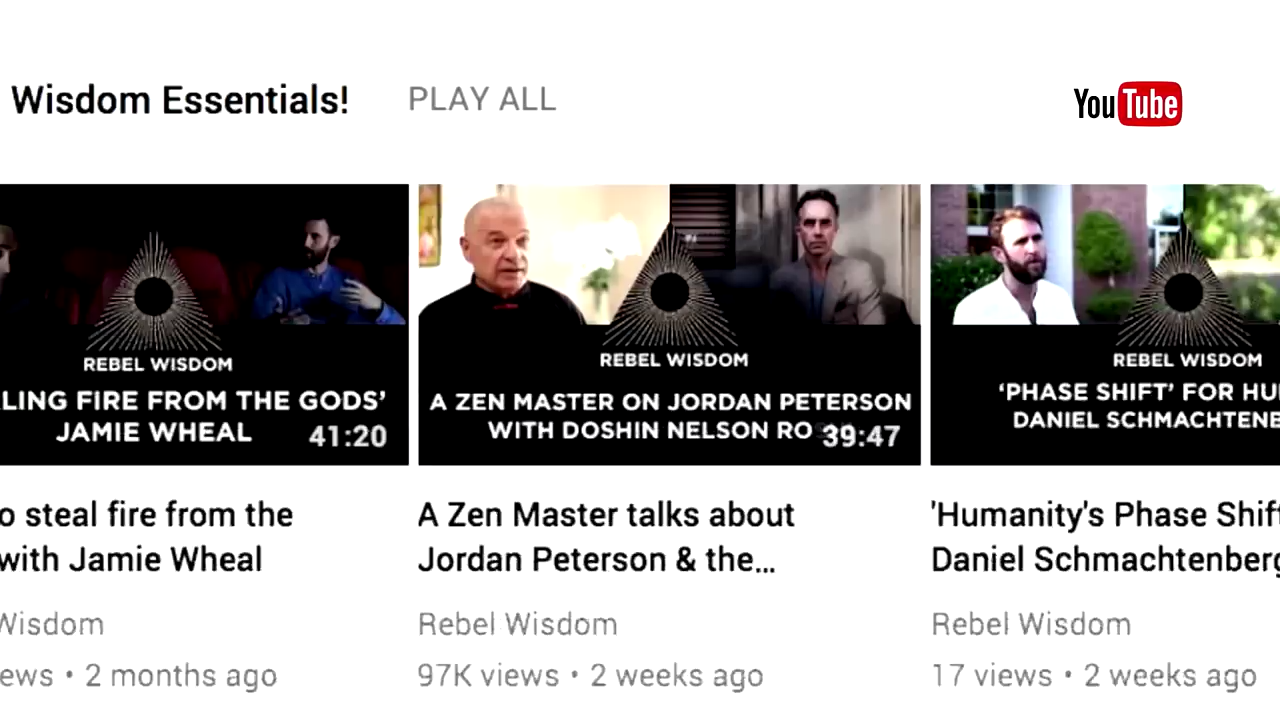 Wisdom Essentials!
PLAY ALL
YouTube
REBEL WISDOM
LING FIRE FROM THE GODS'
JAMIE WHEAL
41:20
o steal fire from the
with Jamie Wheal
Wisdom
ews • 2 months ago
REBEL WISDOM
A ZEN MASTER ON JORDAN PETERSON
WITH DOSHIN NELSON RO
39:47
A Zen Master talks about
Jordan Peterson & the...
Rebel Wisdom
97K views • 2 weeks ago
REBEL WISDOM
'PHASE SHIFT' FOR HU
DANIEL SCHMACHTENB
'Humanity's Phase Shift
Daniel Schmachtenberg
Rebel Wisdom
17 views • 2 weeks ago